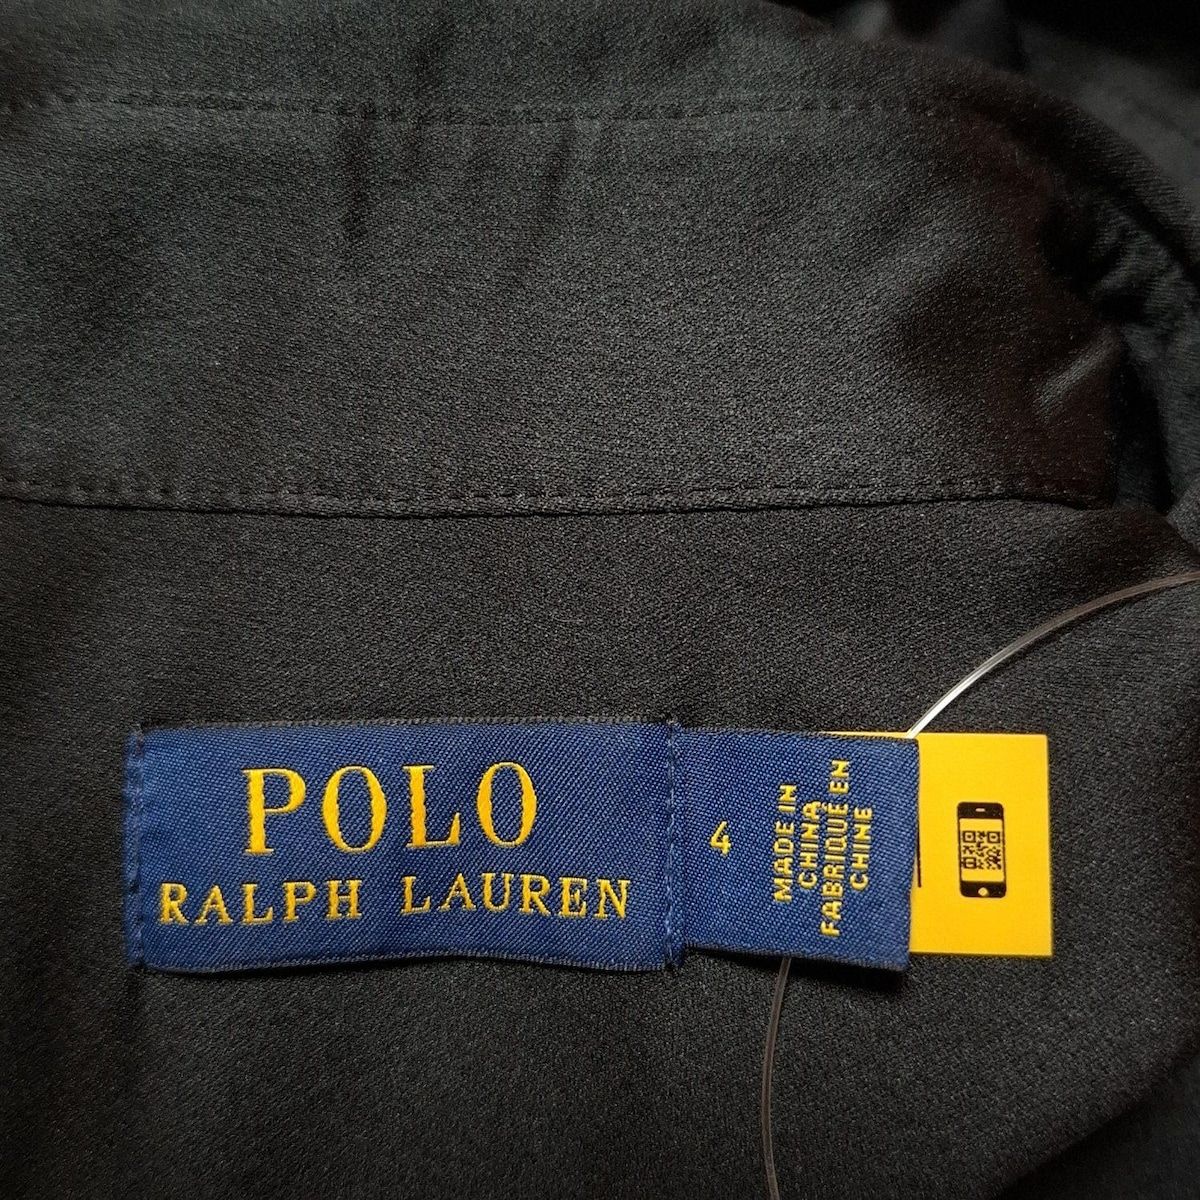 POLO
RALPH LAUREN
4
MADE IN
CHINA
FABRIQUÉ EN
CHINE